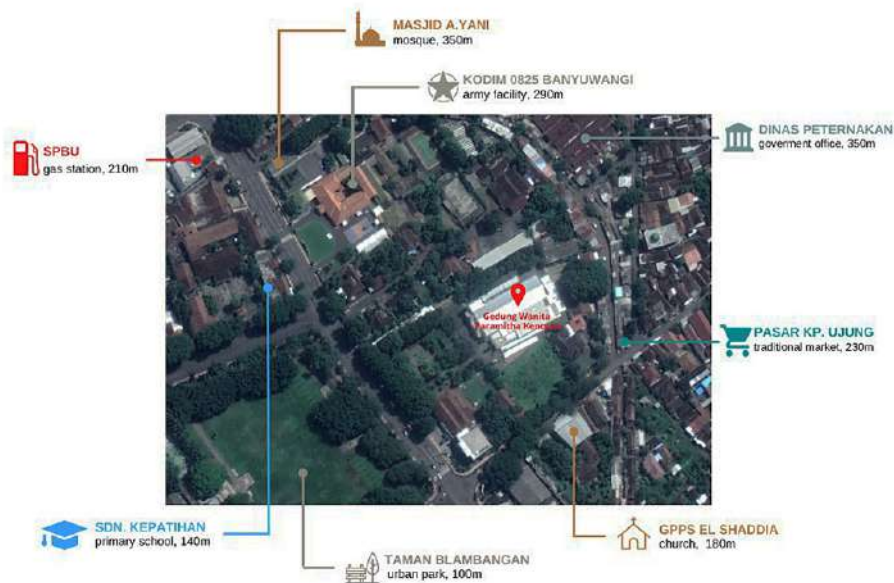 MASJID A.YANI
mosque, 350m
KODIM 0825 BANYUWANGI
army facility, 290m
DINAS PETERNAKAN
goverment office, 350m
SPBU
gas station, 210m
Gedung Wanita
Paramitha Kencana
PASAR KP. UJUNG
traditional market, 230m
SDN. KEPATIHAN
primary school, 140m
GPPS EL SHADDIA
church, 180m
TAMAN BLAMBANGAN
urban park, 100m